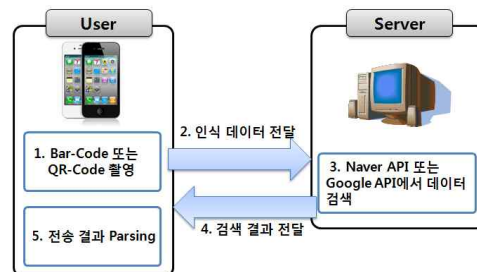 User
Server
1. Bar-Code 또는
QR-Code 촬영
2. 인식 데이터 전달
3. Naver API 또는
Google API에서 데이터
검색
4. 검색 결과 전달
5. 전송 결과 Parsing